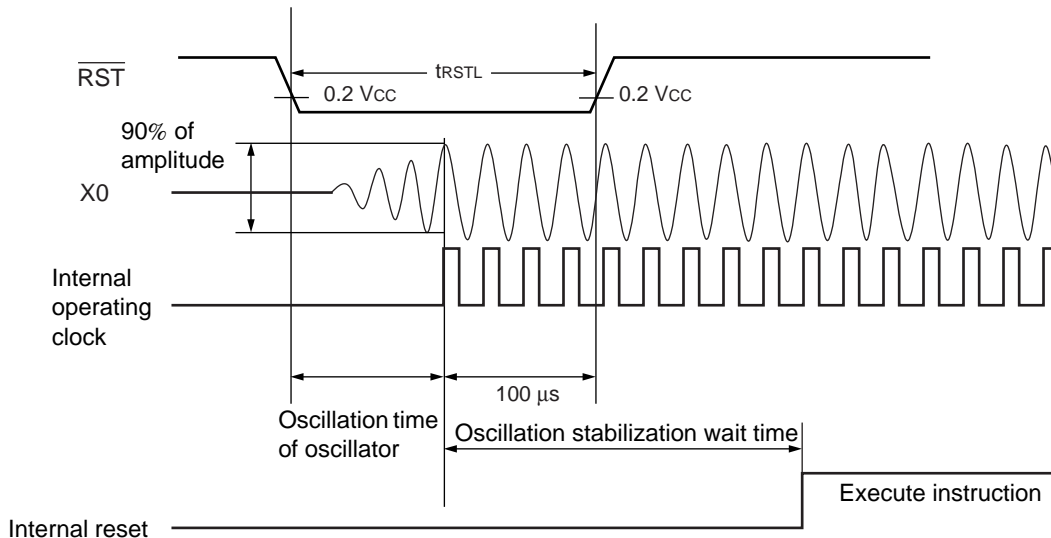 RST
tRSTL
0.2 VCC
0.2 VCC
90% of
amplitude
X0
Internal
operating
clock
100 μs
Oscillation time
of oscillator
Oscillation stabilization wait time
Execute instruction
Internal reset